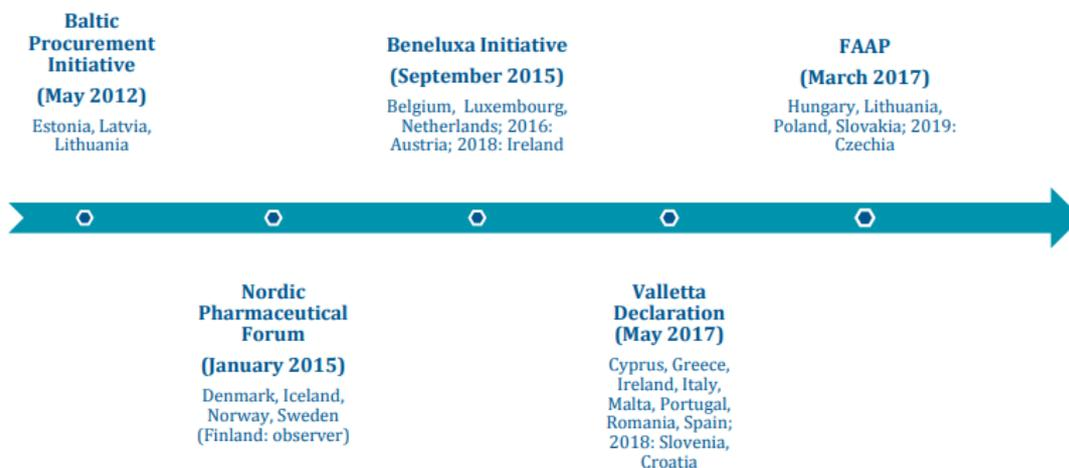 Baltic
Procurement
Initiative
(May 2012)
Estonia, Latvia,
Lithuania
Nordic
Pharmaceutical
Forum
(January 2015)
Denmark, Iceland,
Norway, Sweden
(Finland: observer)
Beneluxa Initiative
(September 2015)
Belgium, Luxembourg,
Netherlands; 2016:
Austria; 2018: Ireland
Valletta
Declaration
(May 2017)
Cyprus, Greece,
Ireland, Italy,
Malta, Portugal,
Romania, Spain;
2018: Slovenia,
Croatia
FAAP
(March 2017)
Hungary, Lithuania,
Poland, Slovakia; 2019:
Czechia